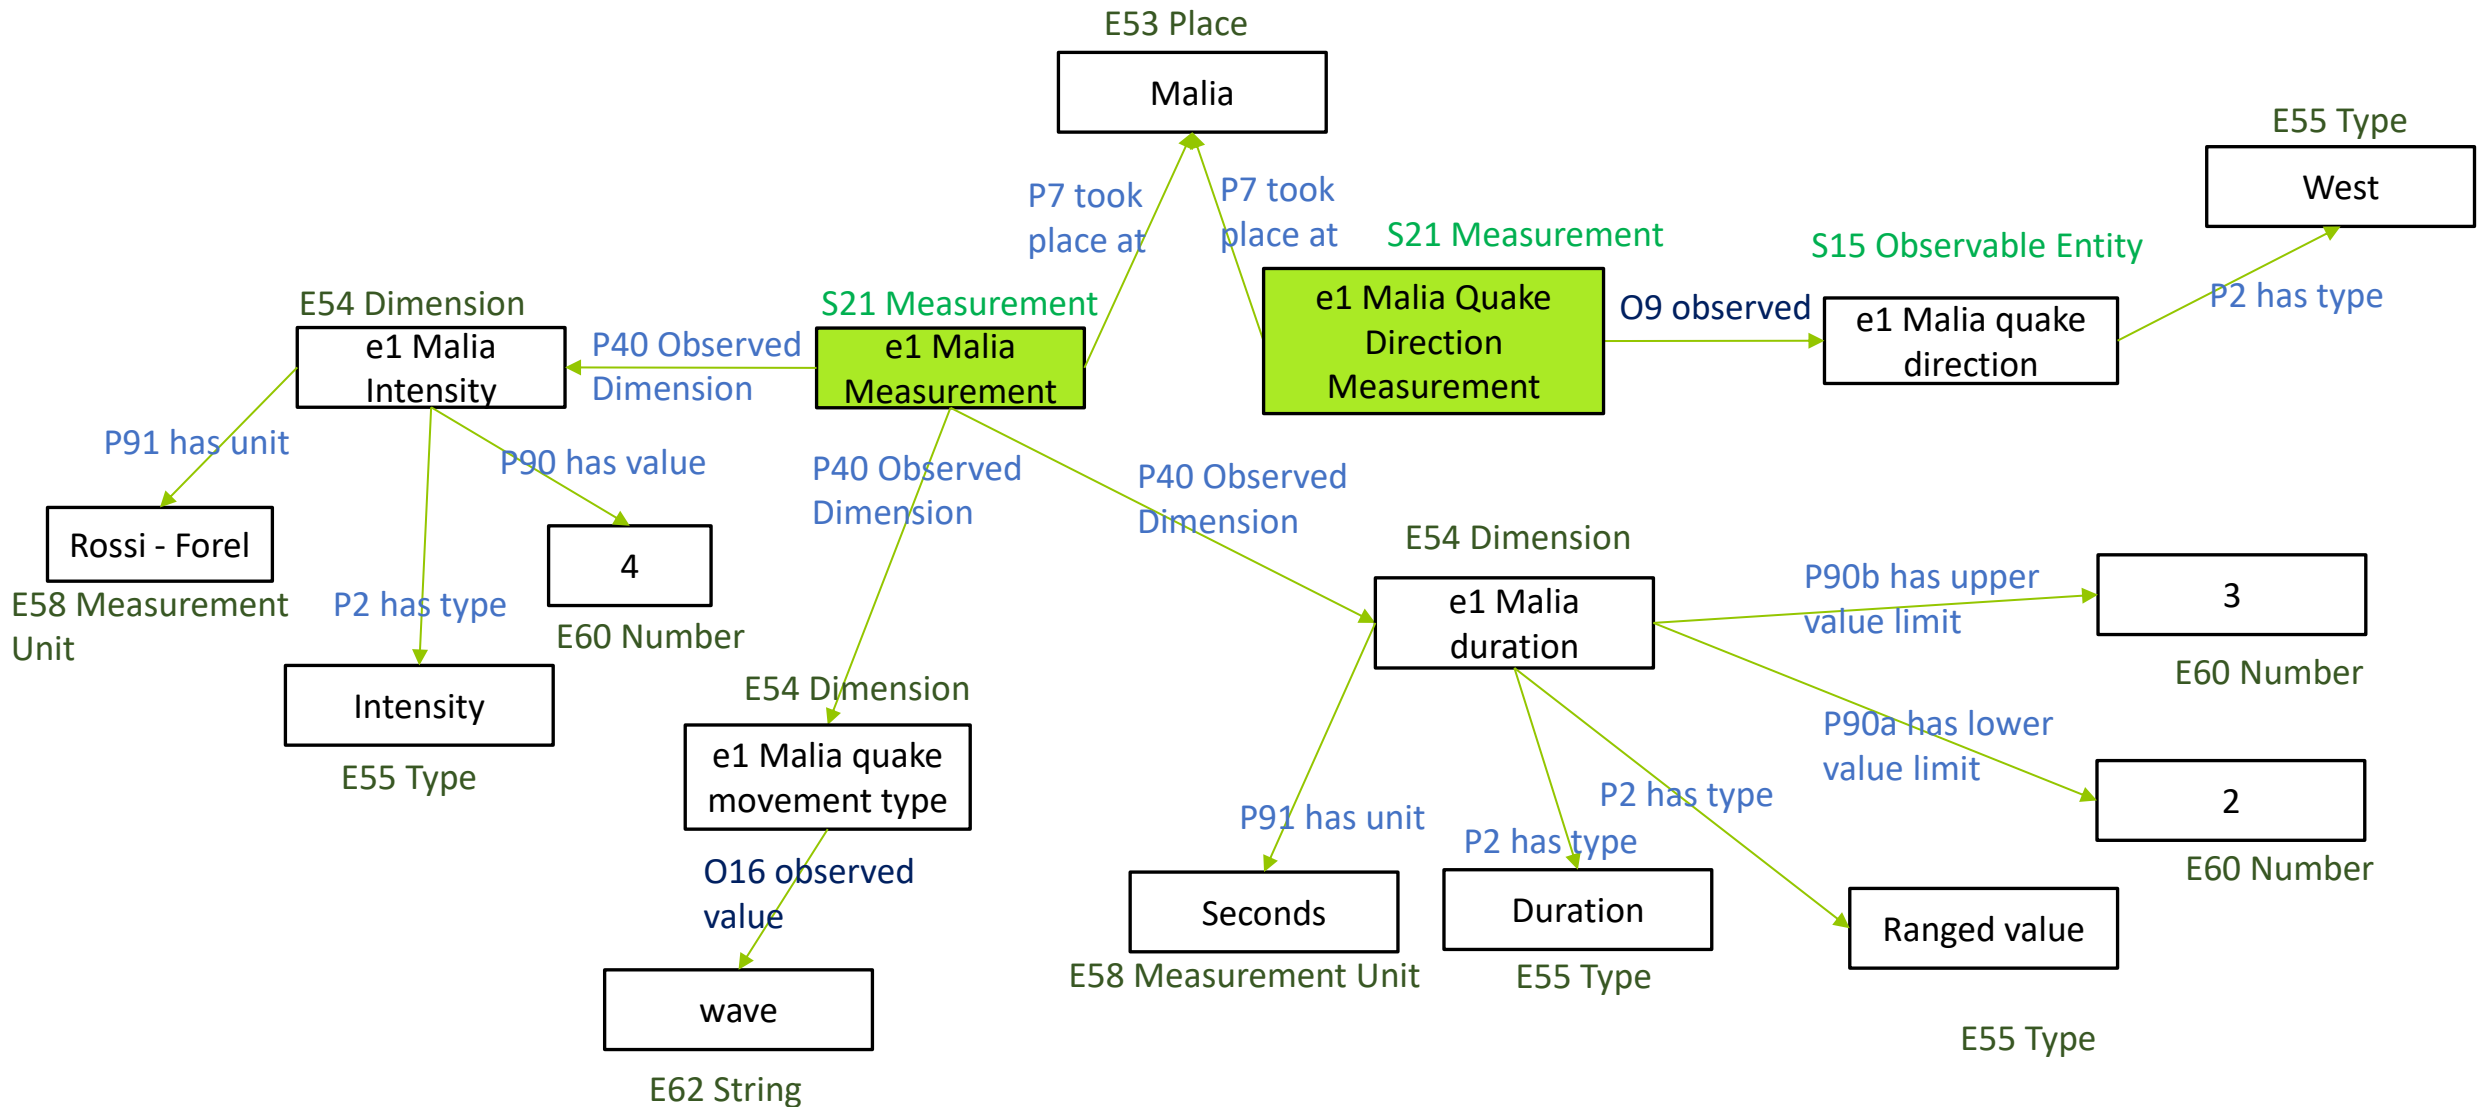 E53 Place
Malia
E55 Type
West
P7 took
place at
P7 took
place at
S21 Measurement
S15 Observable Entity
P2 has type
E54 Dimension
S21 Measurement
e1 Malia Quake
Direction
Measurement
O9 observed
e1 Malia quake
direction
e1 Malia
Intensity
P40 Observed
Dimension
e1 Malia
Measurement
P91 has unit
P90 has value
P40 Observed
Dimension
P40 Observed
Dimension
Rossi - Forel
E58 Measurement
Unit
P2 has type
4
E60 Number
E54 Dimension
e1 Malia
duration
P90b has upper
value limit
3
E60 Number
Intensity
E55 Type
E54 Dimension
e1 Malia quake
movement type
P90a has lower
value limit
2
E60 Number
P91 has unit
P2 has type
P2 has type
O16 observed
value
Seconds
E58 Measurement Unit
Duration
E55 Type
Ranged value
E55 Type
wave
E62 String